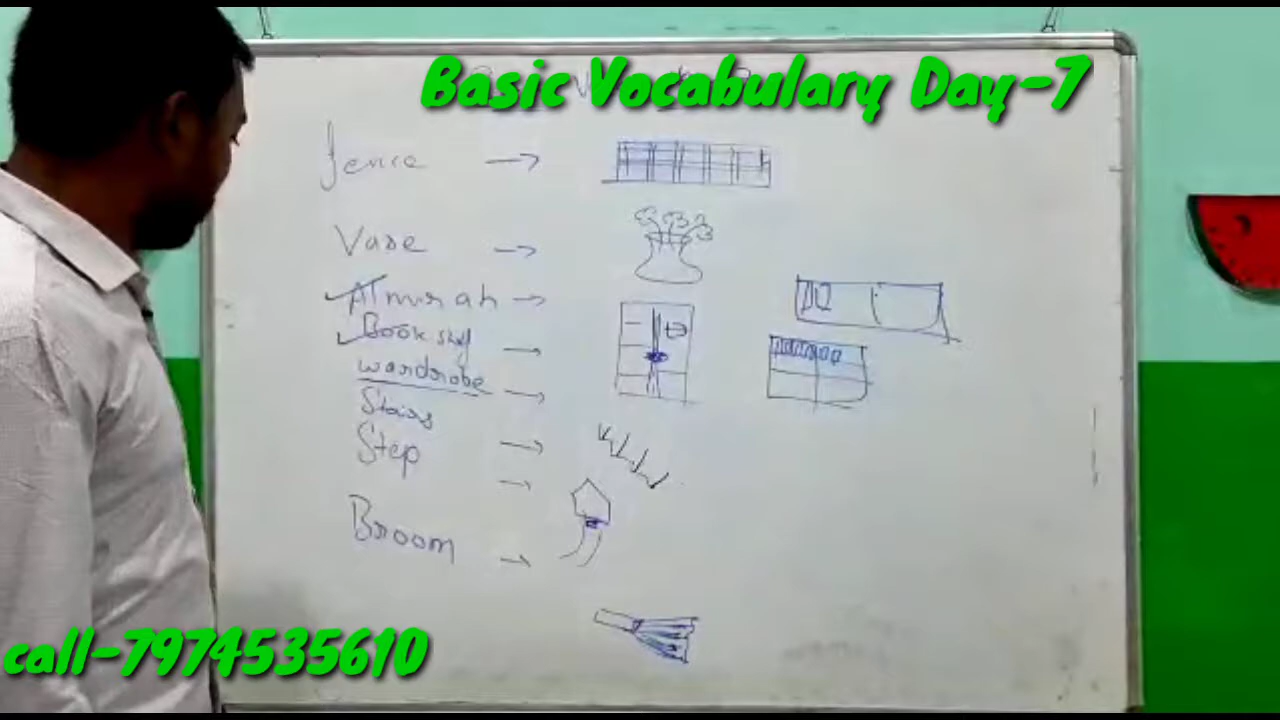 Basic Vocabulary Day-7
fence
Vase
Almirah
Book shelf
wardrobe
Stairs
Step
Broom
call-7974535610